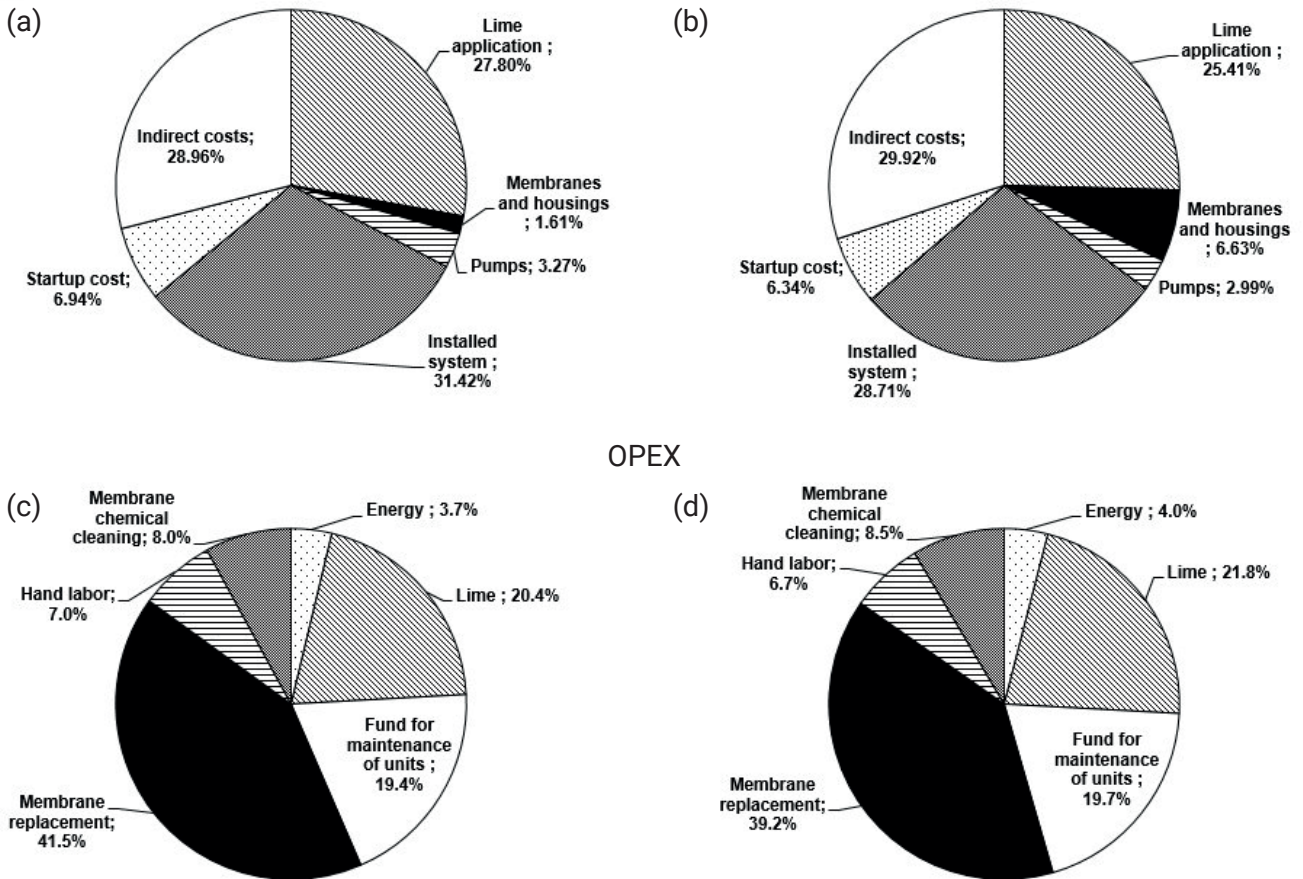 (a)
Lime
application ;
27.80%
Indirect costs;
28.96%
Membranes
and housings
; 1.61%
Pumps; 3.27%
Startup cost;
6.94%
Installed
system ;
31.42%
(b)
Lime
application ;
25.41%
Indirect costs;
29.92%
Membranes
and housings
; 6.63%
Pumps; 2.99%
Startup cost;
6.34%
Installed
system ;
28.71%
OPEX
(c)
Membrane
chemical
cleaning; 8.0%
Energy ; 3.7%
Hand labor;
7.0%
Lime ; 20.4%
Fund for
maintenance
of units ;
19.4%
Membrane
replacement;
41.5%
(d)
Membrane
chemical
cleaning; 8.5%
Energy ; 4.0%
Hand labor;
6.7%
Lime ; 21.8%
Fund for
maintenance
of units ;
19.7%
Membrane
replacement;
39.2%